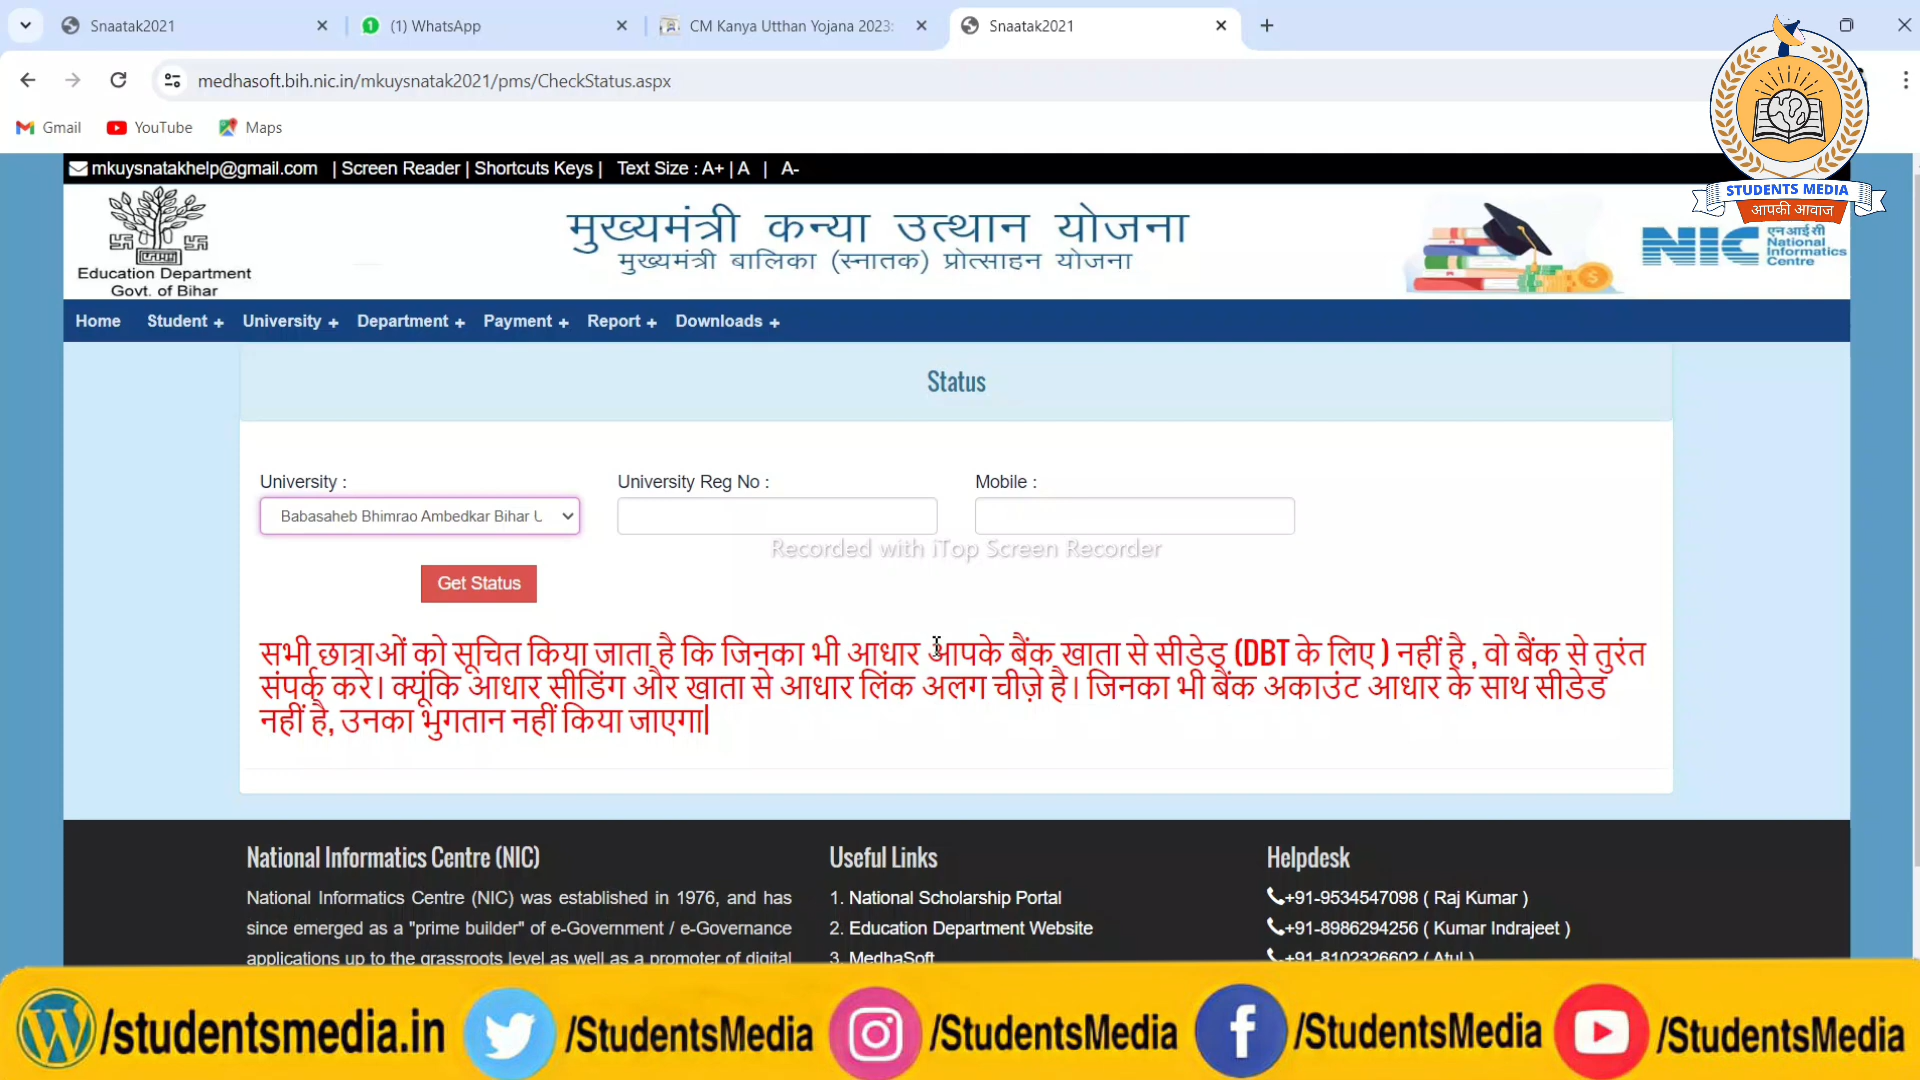 Snaatak2021
(1) WhatsApp
CM Kanya Utthan Yojana 2023:
Snaatak2021
medhasoft.bih.nic.in/mkuysnatak2021/pms/CheckStatus.aspx
Gmail YouTube Maps
STUDENTS MEDIA
आपकी आवाज
mkuysnatakhelp@gmail.com | Screen Reader | Shortcuts Keys | Text Size : A+ | A | A-
Education Department
Govt. of Bihar
मुख्यमंत्री कन्या उत्थान योजना
मुख्यमंत्री बालिका (स्नातक) प्रोत्साहन योजना
NIC एनआईसी
National
Informatics
Centre
Home Student + University + Department + Payment + Report + Downloads +
Status
University : University Reg No : Mobile :
Babasaheb Bhimrao Ambedkar Bihar U
Recorded with iTop Screen Recorder
Get Status
सभी छात्राओं को सूचित किया जाता है कि जिनका भी आधार आपके बैंक खाता से सीडेड (DBT के लिए ) नहीं है , वो बैंक से तुरंत
संपर्क करे। क्यूंकि आधार सीडिंग और खाता से आधार लिंक अलग चीज़े है। जिनका भी बैंक अकाउंट आधार के साथ सीडेड
नहीं है, उनका भुगतान नहीं किया जाएगा|
National Informatics Centre (NIC)
National Informatics Centre (NIC) was established in 1976, and has
since emerged as a "prime builder" of e-Government / e-Governance
applications up to the grassroots level as well as a promoter of digital
Useful Links
1. National Scholarship Portal
2. Education Department Website
3. MedhaSoft
Helpdesk
+91-9534547098 ( Raj Kumar )
+91-8986294256 ( Kumar Indrajeet )
+91-8102326602 ( Atul )
/studentsmedia.in /StudentsMedia /StudentsMedia /StudentsMedia /StudentsMedia